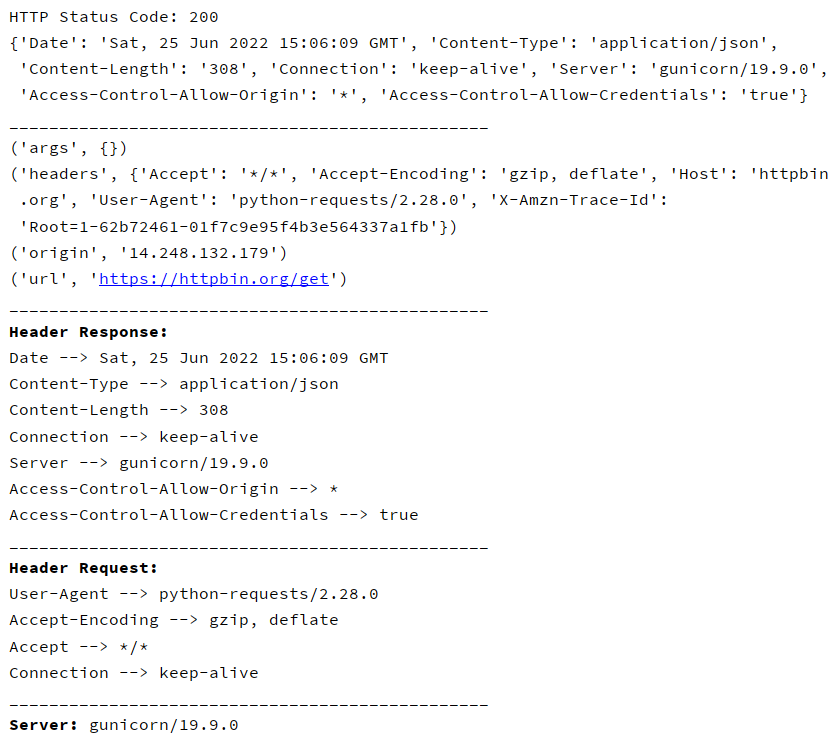 HTTP Status Code: 200
{'Date': 'Sat, 25 Jun 2022 15:06:09 GMT', 'Content-Type': 'application/json',
'Content-Length': '308', 'Connection': 'keep-alive', 'Server': 'gunicorn/19.9.0',
'Access-Control-Allow-Origin': '*', 'Access-Control-Allow-Credentials': 'true'}
________________________________________________
('args', {})
('headers', {'Accept': '*/*', 'Accept-Encoding': 'gzip, deflate', 'Host': 'httpbin
.org', 'User-Agent': 'python-requests/2.28.0', 'X-Amzn-Trace-Id':
'Root=1-62b72461-01f7c9e95f4b3e564337a1fb'})
('origin', '14.248.132.179')
('url', 'https://httpbin.org/get')
________________________________________________
Header Response:
Date --> Sat, 25 Jun 2022 15:06:09 GMT
Content-Type --> application/json
Content-Length --> 308
Connection --> keep-alive
Server --> gunicorn/19.9.0
Access-Control-Allow-Origin --> *
Access-Control-Allow-Credentials --> true
________________________________________________
Header Request:
User-Agent --> python-requests/2.28.0
Accept-Encoding --> gzip, deflate
Accept --> */*
Connection --> keep-alive
________________________________________________
Server: gunicorn/19.9.0